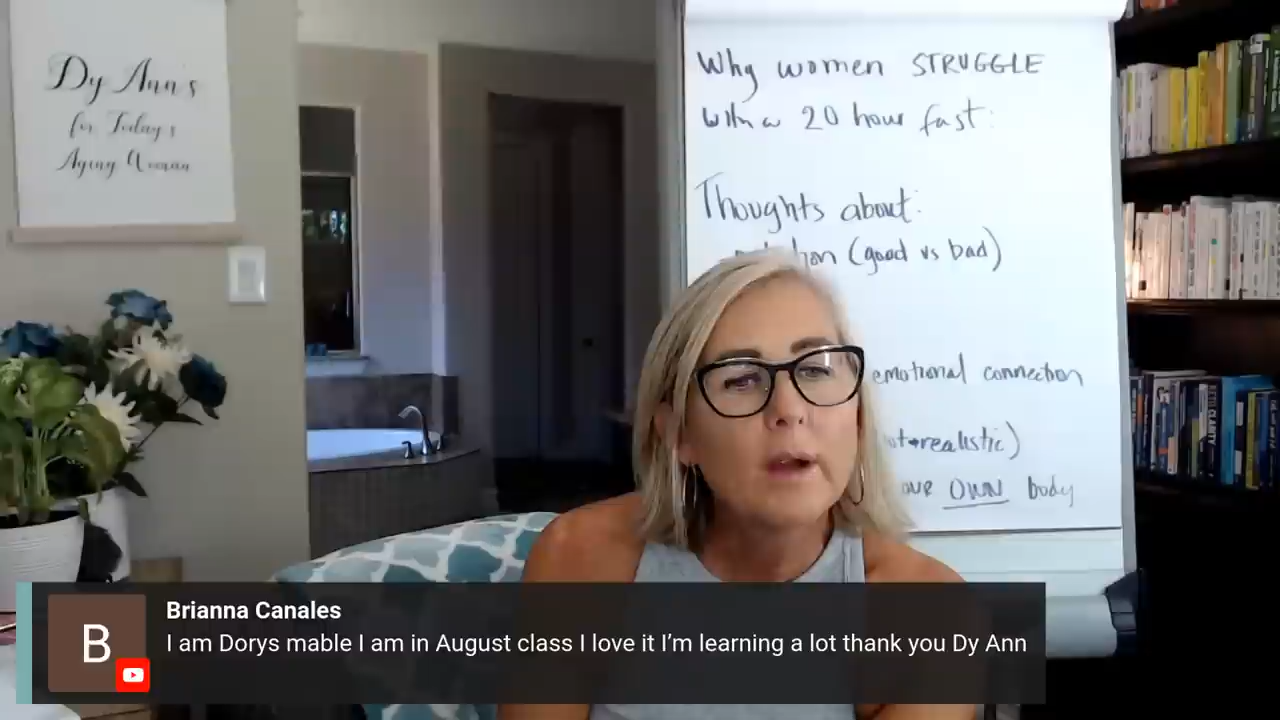 Dy Ann's
for Today's
Aging Woman
Why women STRUGGLE
with a 20 hour fast:
Thoughts about:
(good vs bad)
emotional connection
realistic)
OWN body
CLARITY
B
Brianna Canales
I am Dorys mable I am in August class I love it I’m learning a lot thank you Dy Ann